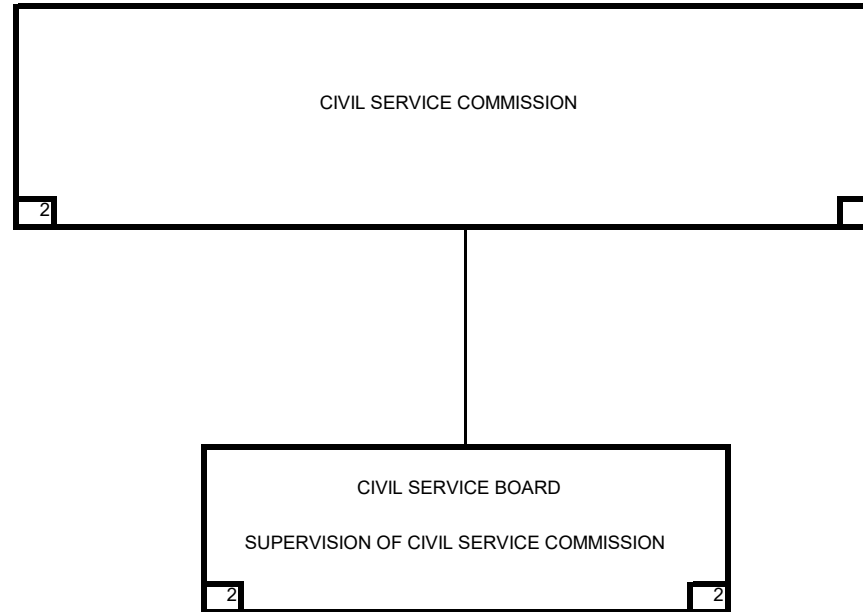 CIVIL SERVICE COMMISSION
2
CIVIL SERVICE BOARD
SUPERVISION OF CIVIL SERVICE COMMISSION
2 2